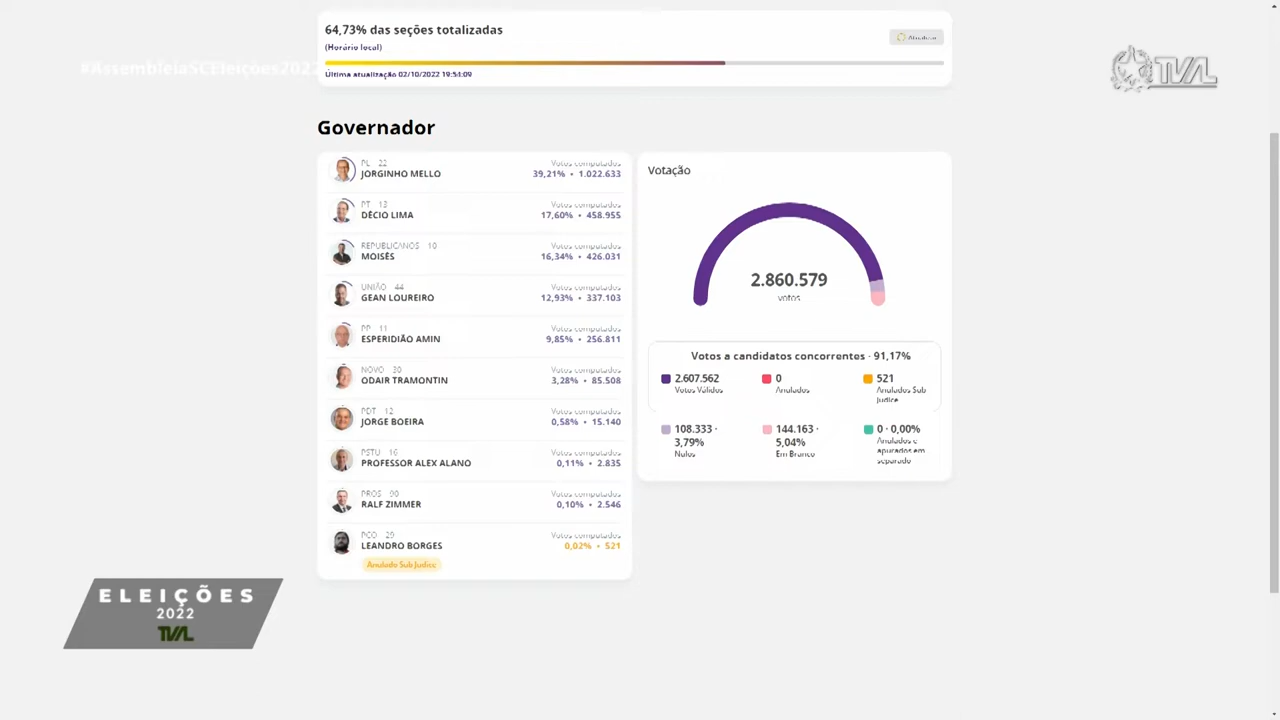 64,73% das seções totalizadas
(Horário local)
Atualizar
#AssembleiaSCEleições2022
Última atualização 02/10/2022 19:54:09
TVAL
Governador
PL 22
JORGINHO MELLO
Votos computados
39,21% • 1.022.633
PT 13
DÉCIO LIMA
Votos computados
17,60% • 458.955
REPUBLICANOS 10
MOISÉS
Votos computados
16,34% • 426.031
UNIÃO 44
GEAN LOUREIRO
Votos computados
12,93% • 337.103
PP 11
ESPERIDIÃO AMIN
Votos computados
9,85% • 256.811
NOVO 30
ODAIR TRAMONTIN
Votos computados
3,28% • 85.508
PDT 12
JORGE BOEIRA
Votos computados
0,58% • 15.140
PSTU 16
PROFESSOR ALEX ALANO
Votos computados
0,11% • 2.835
PROS 90
RALF ZIMMER
Votos computados
0,10% • 2.546
PCO 29
LEANDRO BORGES
Votos computados
0,02% • 521
Anulado Sub Judice
Votação
2.860.579
votos
Votos a candidatos concorrentes · 91,17%
2.607.562
Votos Válidos
0
Anulados
521
Anulados Sub
Judice
108.333 ·
3,79%
Nulos
144.163 ·
5,04%
Em Branco
0 · 0,00%
Anulados e
apurados em
separado
ELEIÇÕES
2022
TVAL